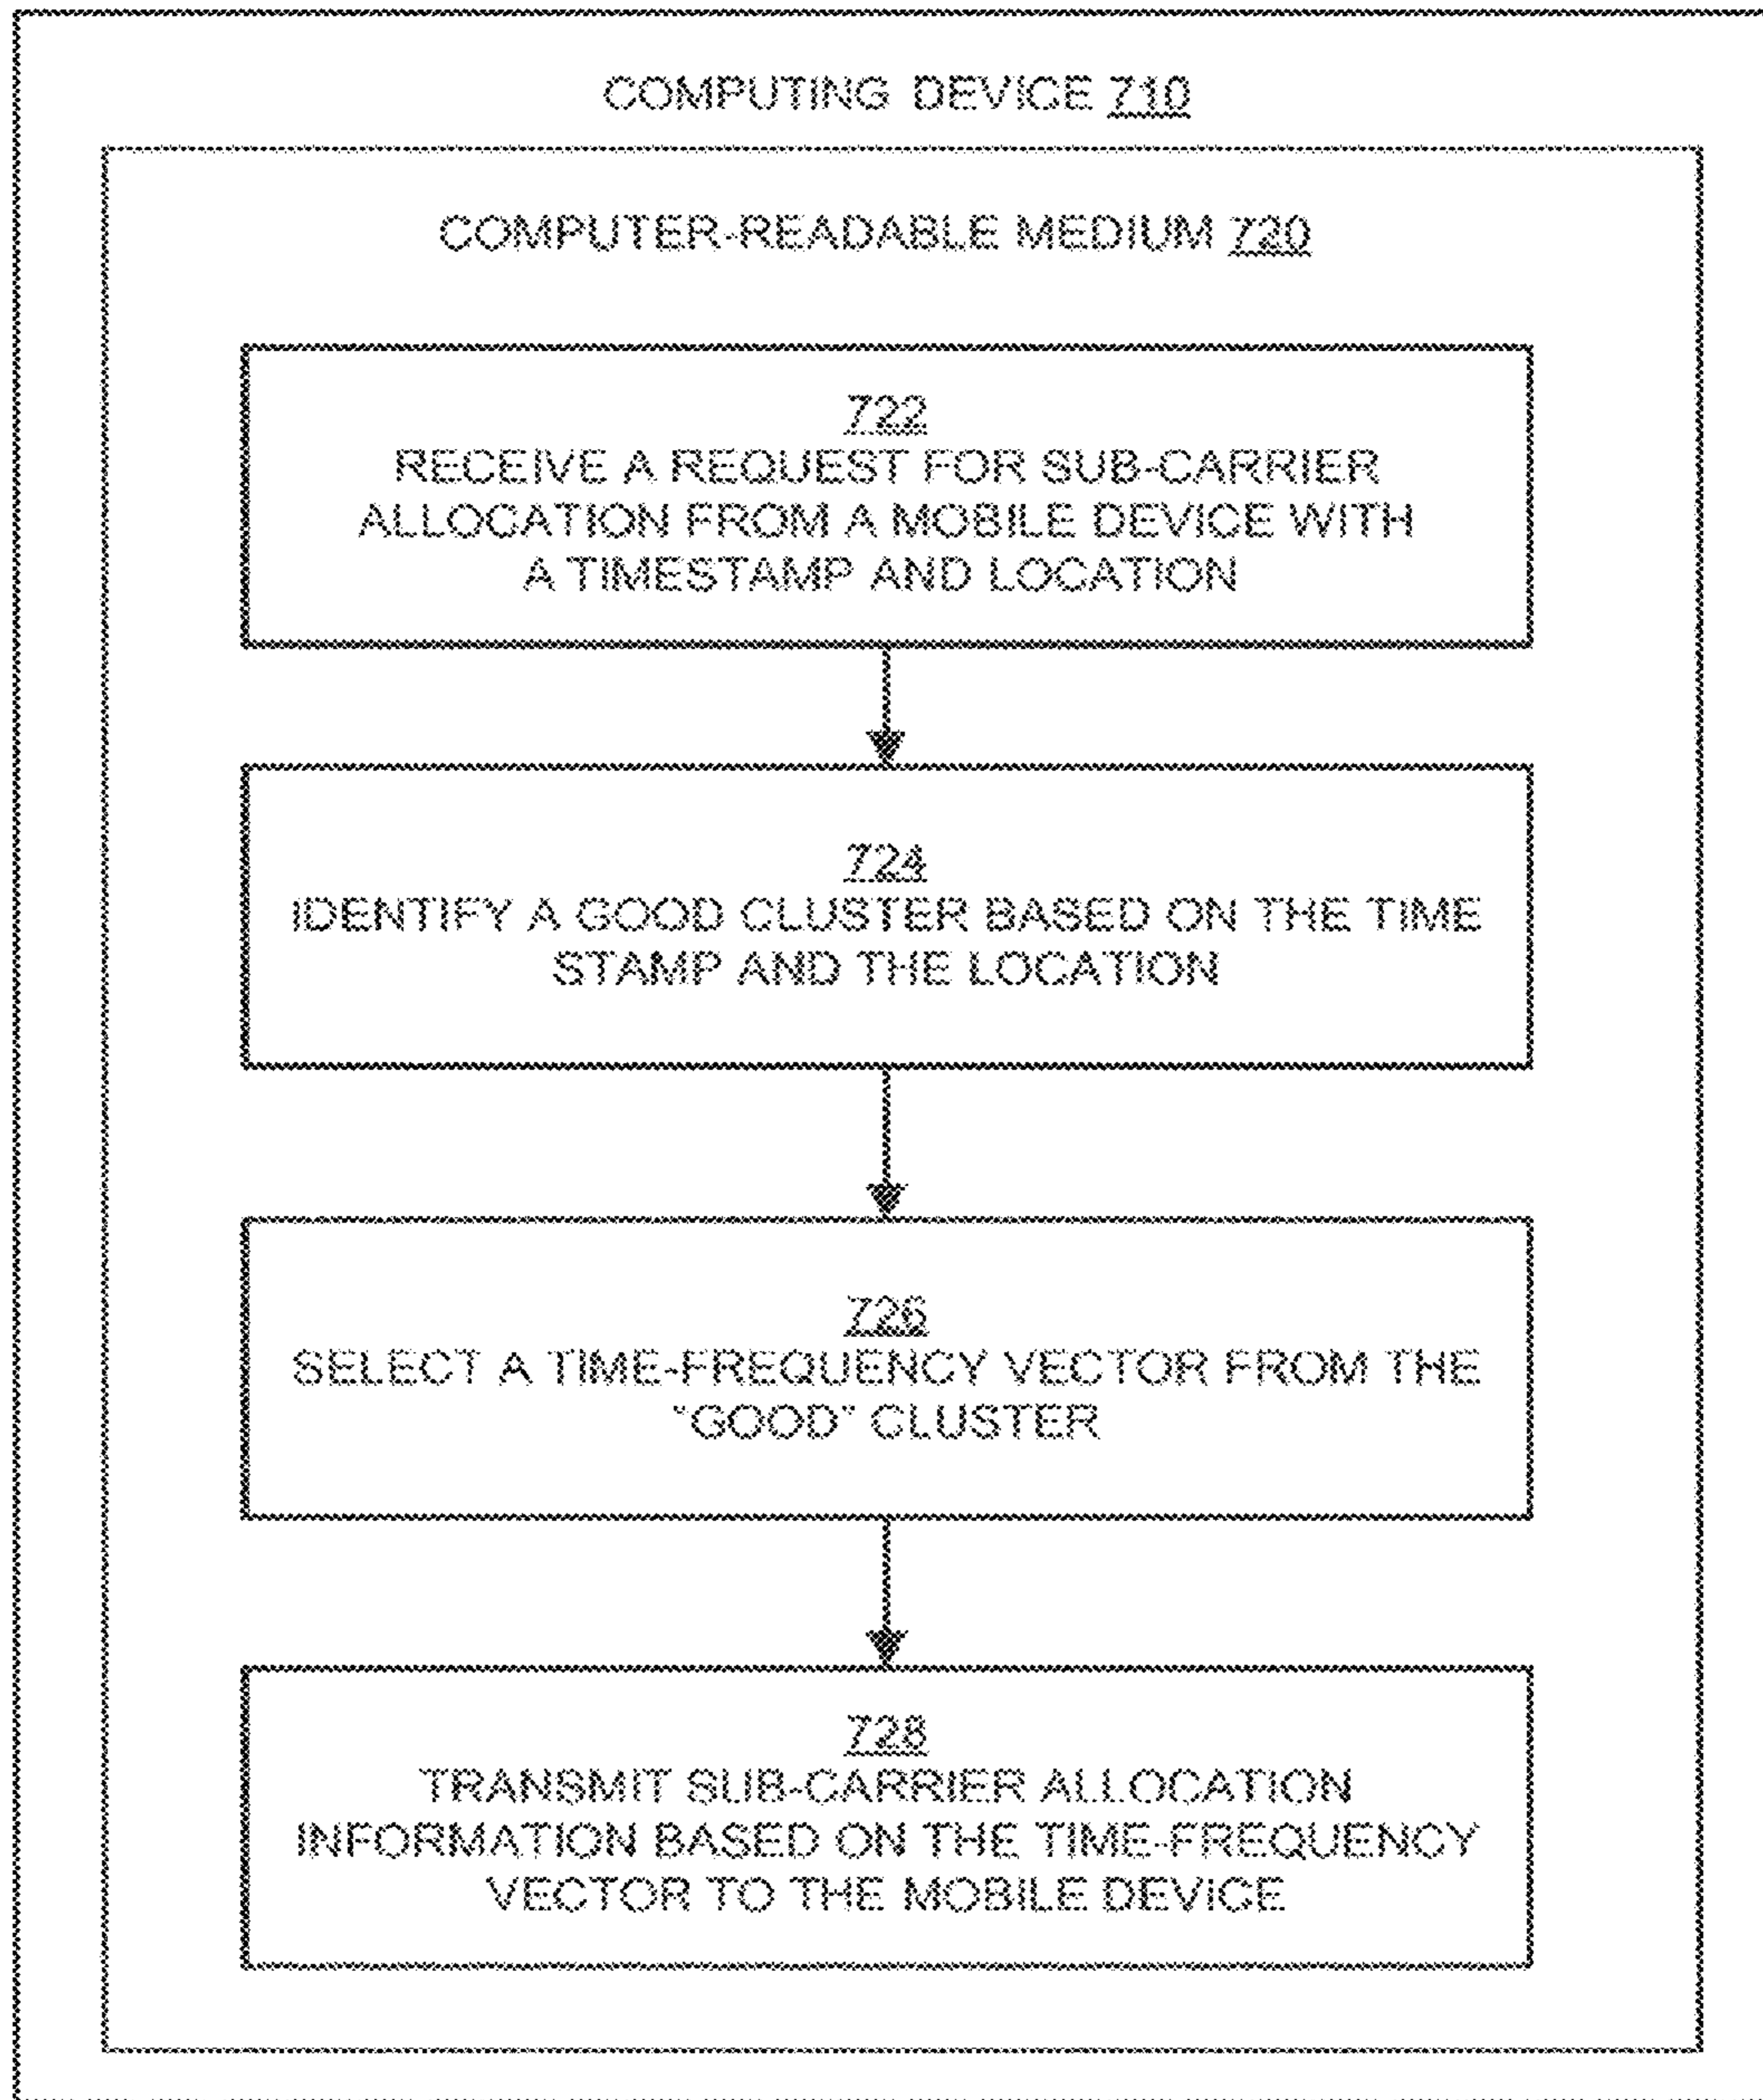 COMPUTING DEVICE 710
COMPUTER-READABLE MEDIUM 720
722
RECEIVE A REQUEST FOR SUB-CARRIER
ALLOCATION FROM A MOBILE DEVICE WITH
A TIMESTAMP AND LOCATION
724
IDENTIFY A GOOD CLUSTER BASED ON THE TIME
STAMP AND THE LOCATION
726
SELECT A TIME-FREQUENCY VECTOR FROM THE
"GOOD" CLUSTER
728
TRANSMIT SUB-CARRIER ALLOCATION
INFORMATION BASED ON THE TIME-FREQUENCY
VECTOR TO THE MOBILE DEVICE